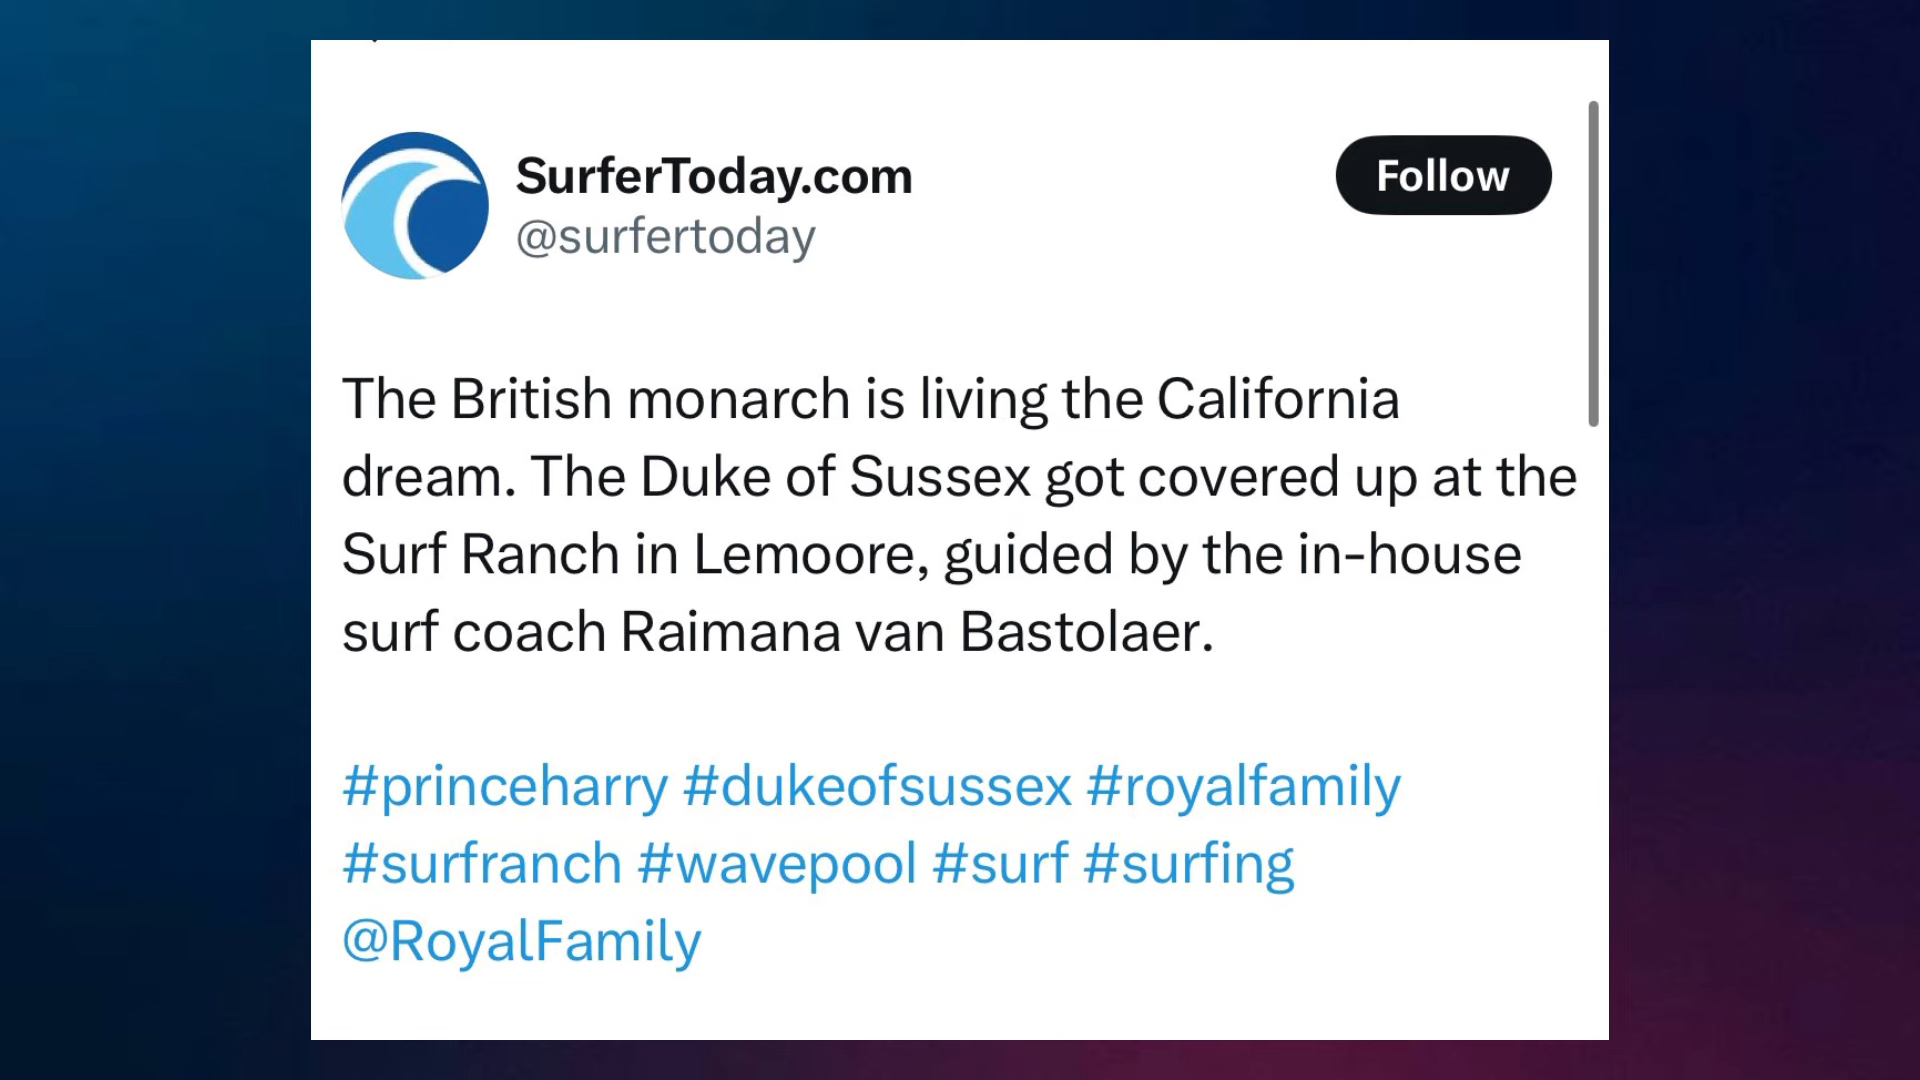 SurferToday.com
@surfertoday
Follow
The British monarch is living the California
dream. The Duke of Sussex got covered up at the
Surf Ranch in Lemoore, guided by the in-house
surf coach Raimana van Bastolaer.
#princeharry #dukeofsussex #royalfamily
#surfranch #wavepool #surf #surfing
@RoyalFamily